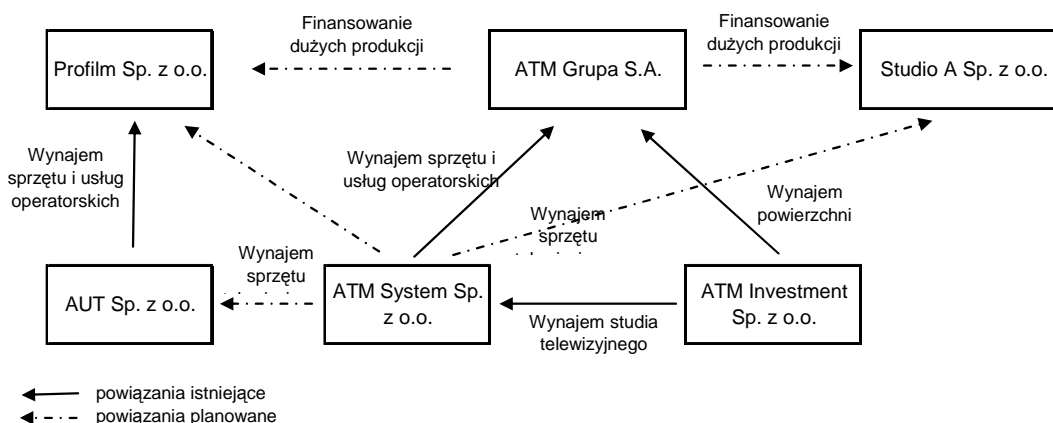 Finansowanie
dużych produkcji
Finansowanie
dużych produkcji
Profilm Sp. z o.o.
ATM Grupa S.A.
Studio A Sp. z o.o.
Wynajem
sprzętu i usług
operatorskich
Wynajem sprzętu i
usług operatorskich
Wynajem
powierzchni
Wynajem
sprzętu
Wynajem
sprzętu
AUT Sp. z o.o.
ATM System Sp.
z o.o.
ATM Investment
Sp. z o.o.
Wynajem studia
telewizyjnego
powiązania istniejące
powiązania planowane